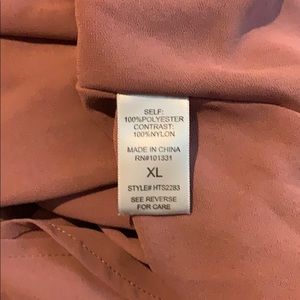 SELF:
100%POLYESTER
CONTRAST:
100%NYLON
MADE IN CHINA
RN#101331
XL
STYLE# HTS2283
SEE REVERSE
FOR CARE